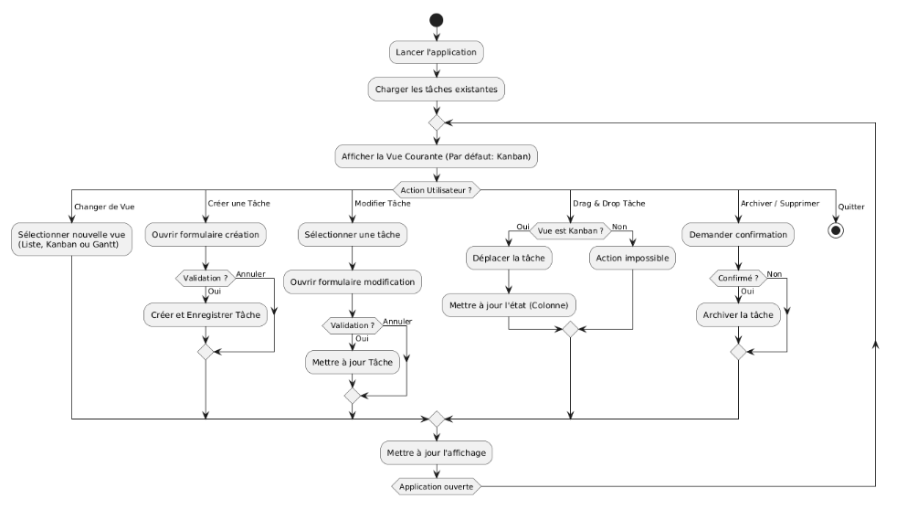 Lancer l'application
Charger les tâches existantes
Afficher la Vue Courante (Par défaut: Kanban)
Action Utilisateur ?
Changer de Vue
Sélectionner nouvelle vue
(Liste, Kanban ou Gantt)
Créer une Tâche
Ouvrir formulaire création
Validation ?
Annuler
Oui
Créer et Enregistrer Tâche
Modifier Tâche
Sélectionner une tâche
Ouvrir formulaire modification
Validation ?
Annuler
Oui
Mettre à jour Tâche
Drag & Drop Tâche
Oui
Vue est Kanban ?
Non
Déplacer la tâche
Action impossible
Mettre à jour l'état (Colonne)
Archiver / Supprimer
Demander confirmation
Confirmé ?
Non
Oui
Archiver la tâche
Quitter
Mettre à jour l'affichage
Application ouverte